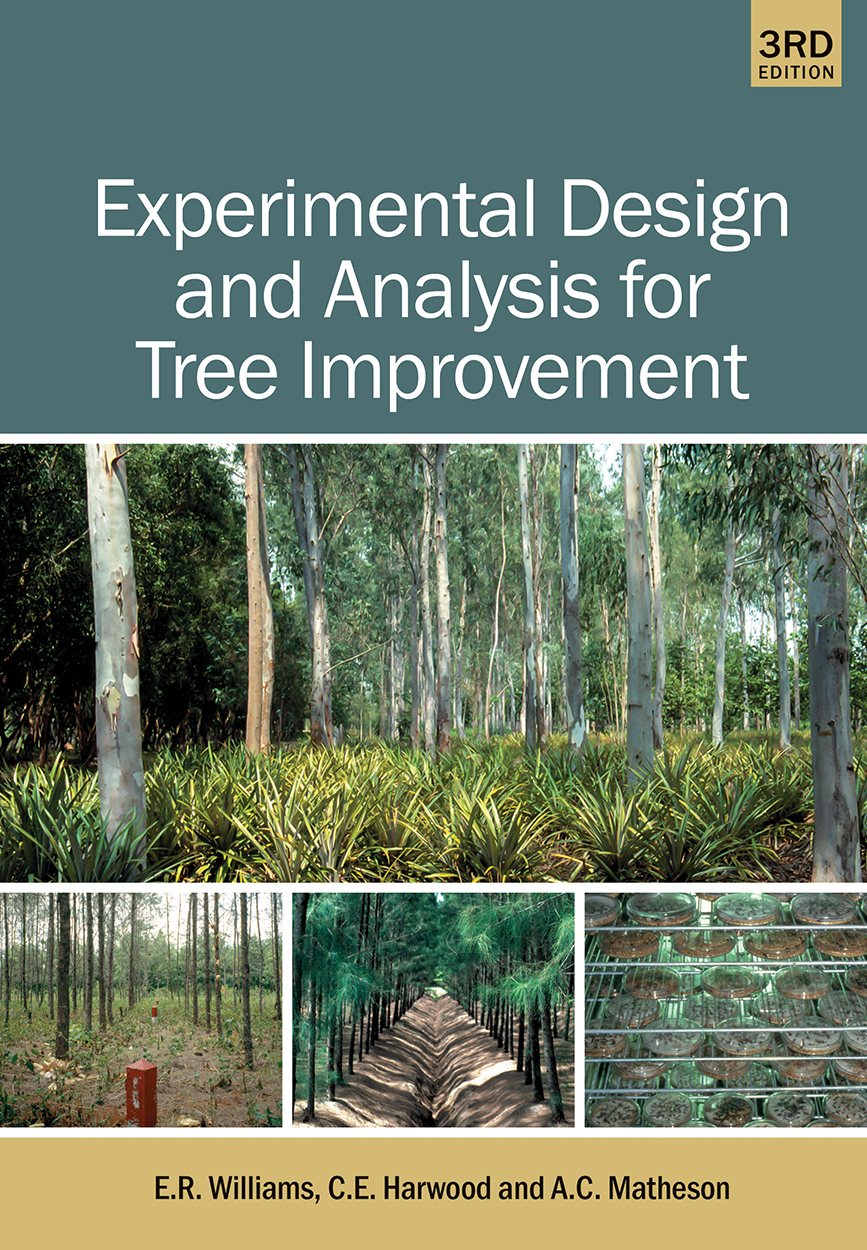 3RD
EDITION
Experimental Design
and Analysis for
Tree Improvement
E.R. Williams, C.E. Harwood and A.C. Matheson